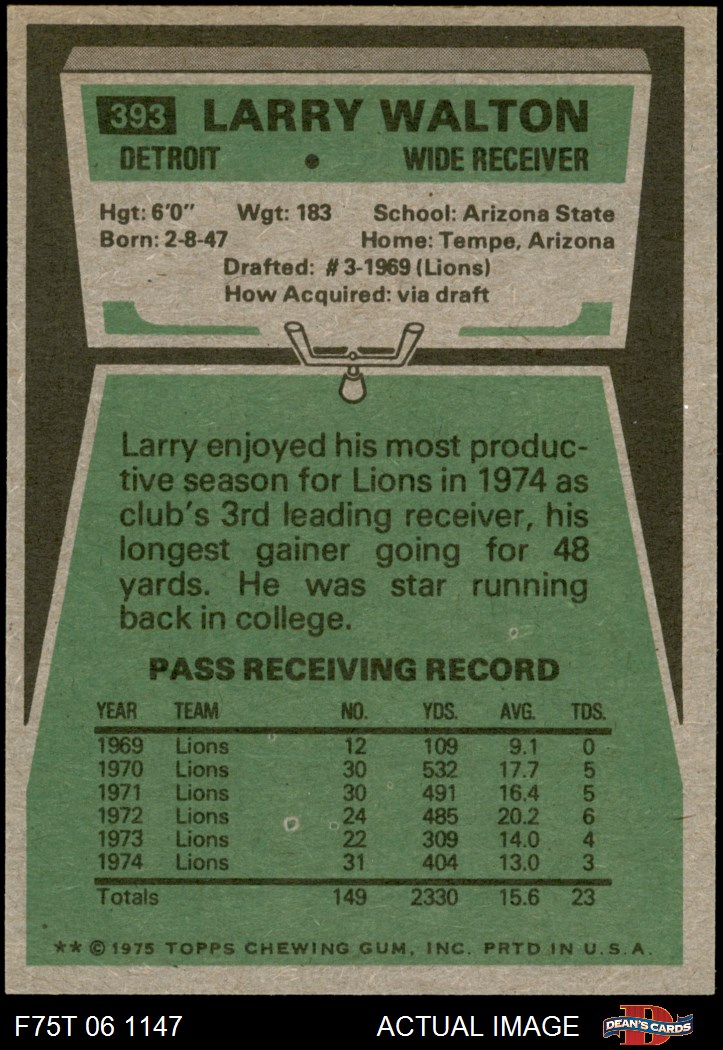 393 LARRY WALTON
DETROIT • WIDE RECEIVER
Hgt: 6'0" Wgt: 183 School: Arizona State
Born: 2-8-47 Home: Tempe, Arizona
Drafted: #3-1969 (Lions)
How Acquired: via draft
Larry enjoyed his most produc-
tive season for Lions in 1974 as
club's 3rd leading receiver, his
longest gainer going for 48
yards. He was star running
back in college.
PASS RECEIVING RECORD
YEAR TEAM NO. YDS. AVG. TDS.
1969 Lions 12 109 9.1 0
1970 Lions 30 532 17.7 5
1971 Lions 30 491 16.4 5
1972 Lions 24 485 20.2 6
1973 Lions 22 309 14.0 4
1974 Lions 31 404 13.0 3
Totals 149 2330 15.6 23
** © 1975 TOPPS CHEWING GUM, INC. PRTD IN U.S.A.
F75T 06 1147 ACTUAL IMAGE D DEAN'S CARDS